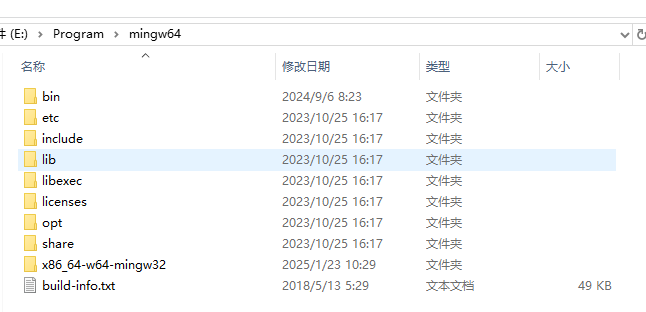 (E:) Program mingw64
名称 修改日期 类型 大小
bin 2024/9/6 8:23 文件夹
etc 2023/10/25 16:17 文件夹
include 2023/10/25 16:17 文件夹
lib 2023/10/25 16:17 文件夹
libexec 2023/10/25 16:17 文件夹
licenses 2023/10/25 16:17 文件夹
opt 2023/10/25 16:17 文件夹
share 2023/10/25 16:17 文件夹
x86_64-w64-mingw32 2025/1/23 10:29 文件夹
build-info.txt 2018/5/13 5:29 文本文档 49 KB